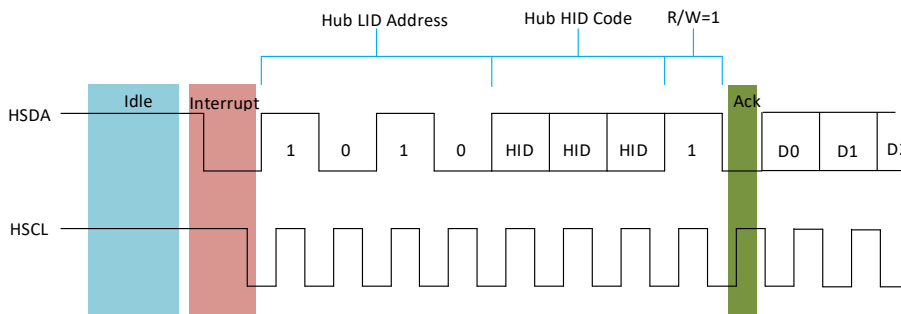 Hub LID Address Hub HID Code R/W=1
Idle Interrupt Ack
HSDA
1 0 1 0 HID HID HID 1 D0 D1
HSCL